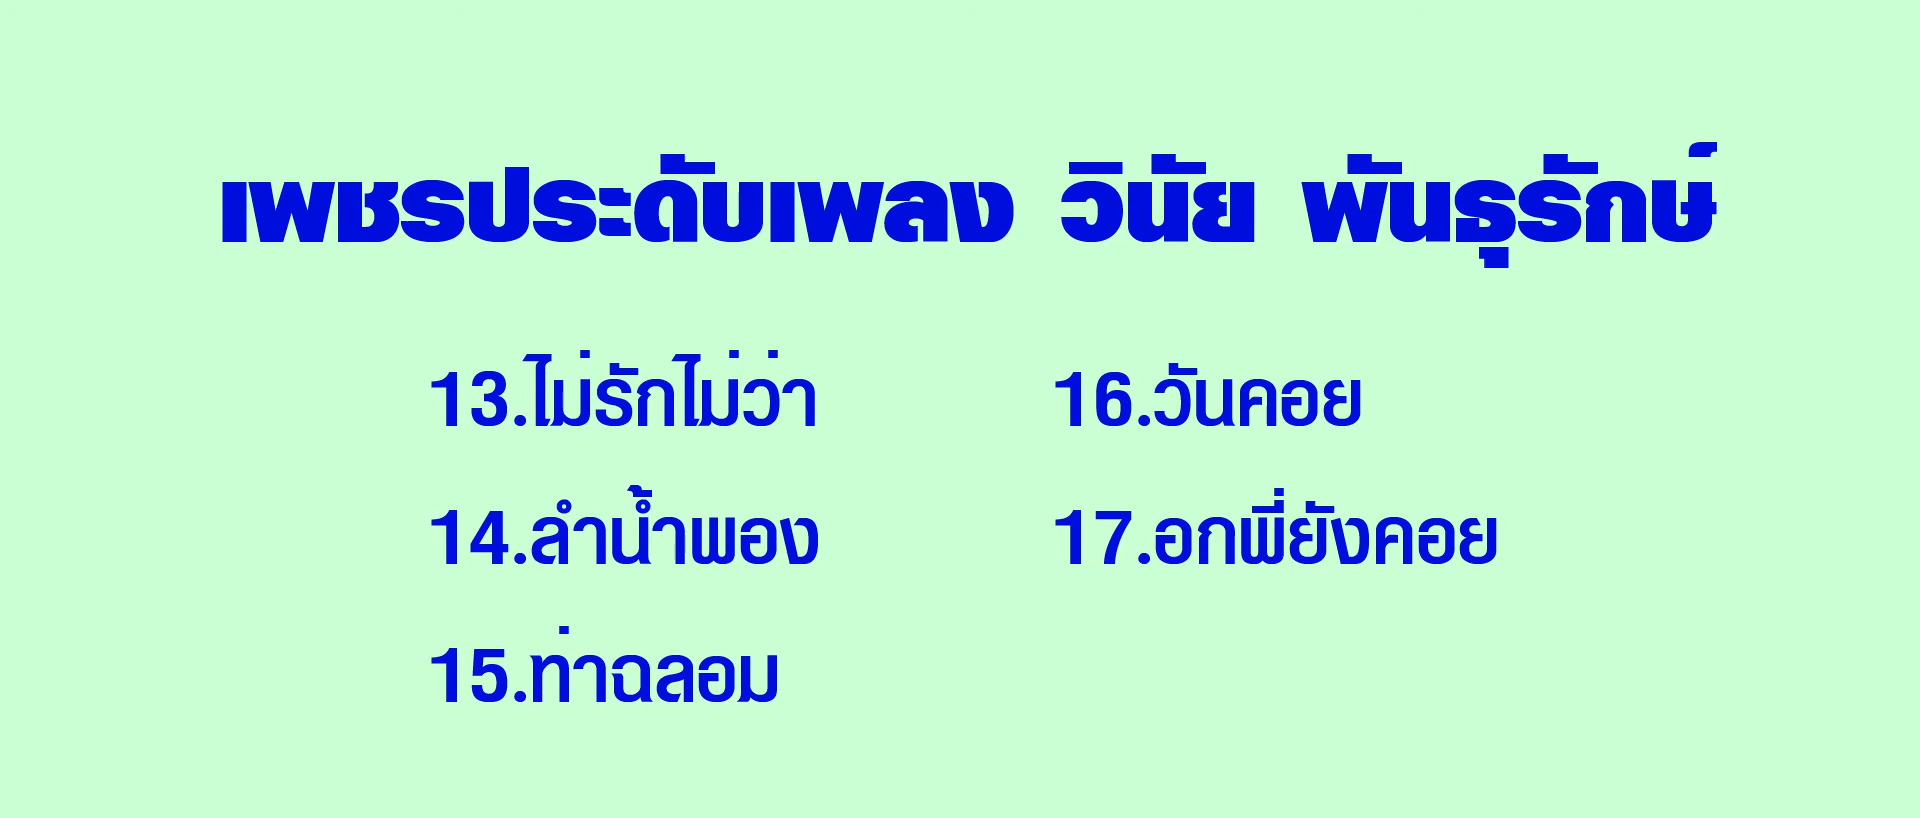 เพชรประดับเพลง วินัย พันธุรักษ์
13.ไม่รักไม่ว่า
14.ลำน้ำพอง
15.ท่าฉลอม
16.วันคอย
17.อกพี่ยังคอย